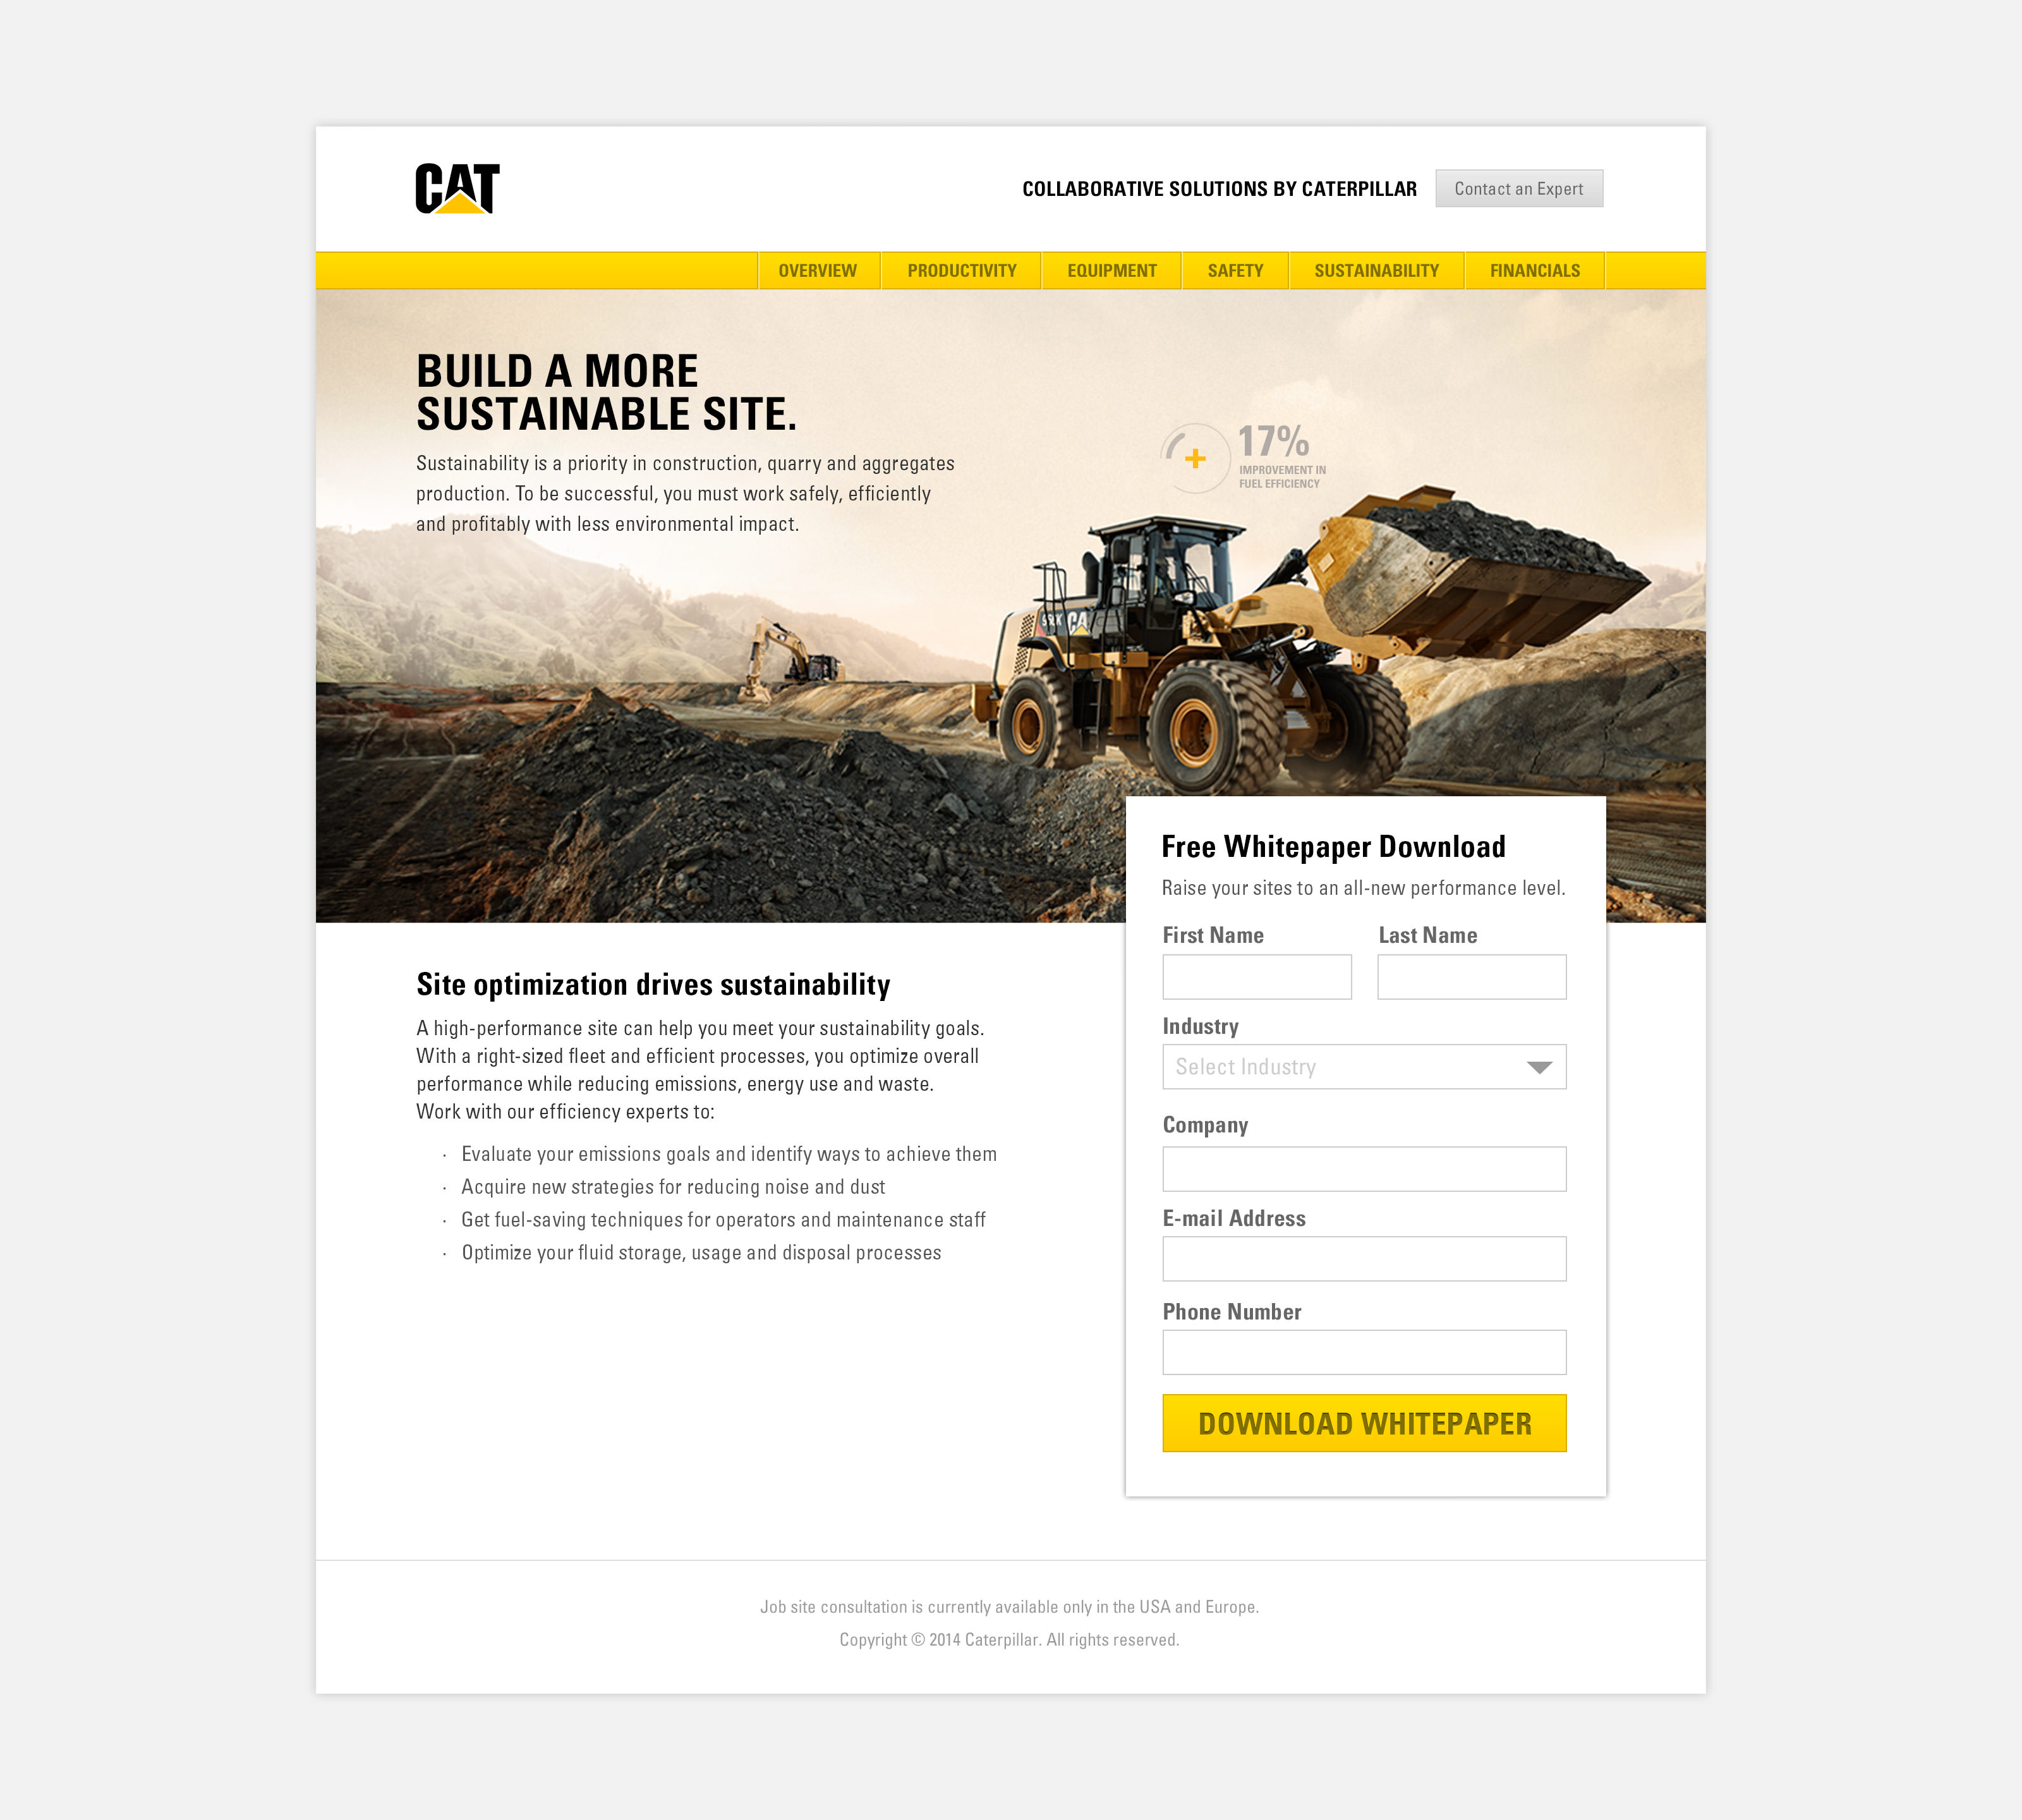 CAT
COLLABORATIVE SOLUTIONS BY CATERPILLAR
Contact an Expert
OVERVIEW
PRODUCTIVITY
EQUIPMENT
SAFETY
SUSTAINABILITY
FINANCIALS
BUILD A MORE
SUSTAINABLE SITE.
Sustainability is a priority in construction, quarry and aggregates
production. To be successful, you must work safely, efficiently
and profitably with less environmental impact.
17%
IMPROVEMENT IN
FUEL EFFICIENCY
Free Whitepaper Download
Raise your sites to an all-new performance level.
First Name
Last Name
Industry
Select Industry
Company
E-mail Address
Phone Number
DOWNLOAD WHITEPAPER
Site optimization drives sustainability
A high-performance site can help you meet your sustainability goals.
With a right-sized fleet and efficient processes, you optimize overall
performance while reducing emissions, energy use and waste.
Work with our efficiency experts to:
· Evaluate your emissions goals and identify ways to achieve them
· Acquire new strategies for reducing noise and dust
· Get fuel-saving techniques for operators and maintenance staff
· Optimize your fluid storage, usage and disposal processes
Job site consultation is currently available only in the USA and Europe.
Copyright © 2014 Caterpillar. All rights reserved.